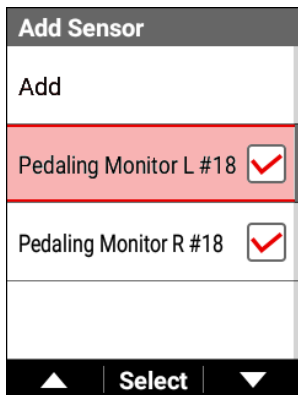 Add Sensor
Add
Pedaling Monitor L #18
Pedaling Monitor R #18
Select